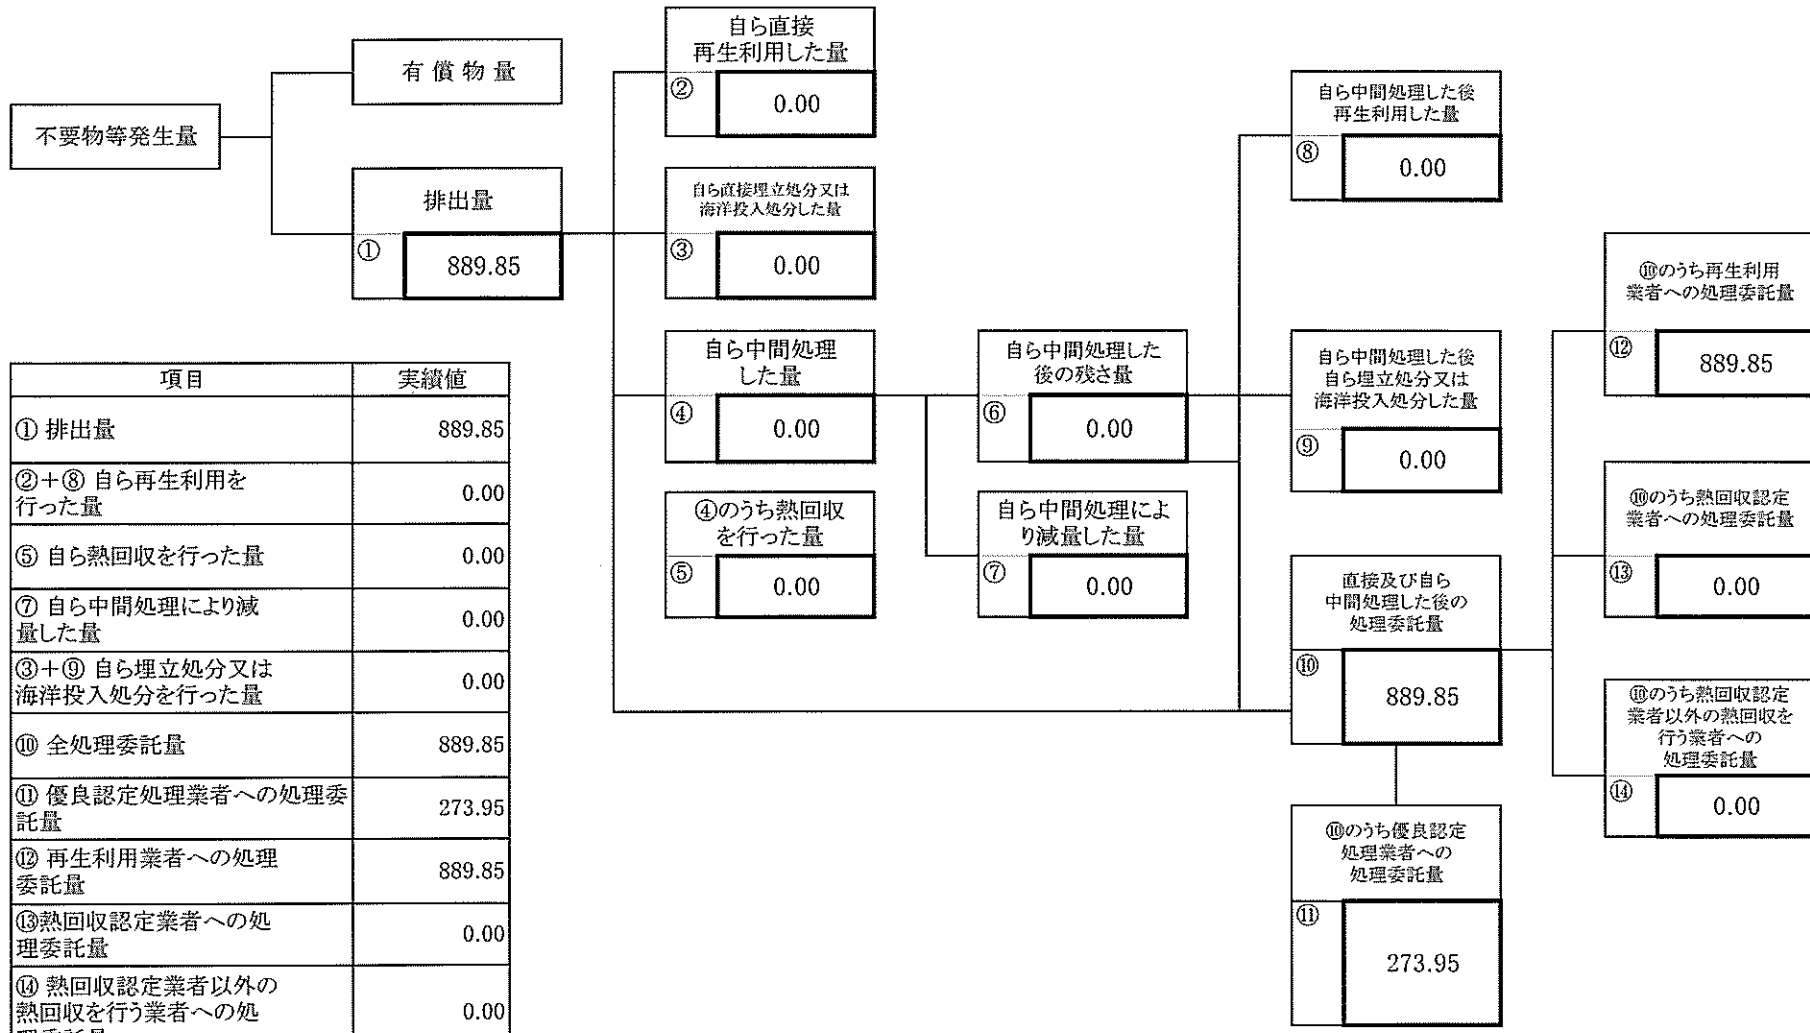 不要物等発生量
有 償 物 量
排出量
①
889.85
自ら直接
再生利用した量
②
0.00
自ら直接埋立処分又は
海洋投入処分した量
③
0.00
自ら中間処理
した量
④
0.00
④のうち熱回収
を行った量
⑤
0.00
自ら中間処理した
後の残さ量
⑥
0.00
自ら中間処理によ
り減量した量
⑦
0.00
自ら中間処理した後
再生利用した量
⑧
0.00
自ら中間処理した後
自ら埋立処分又は
海洋投入処分した量
⑨
0.00
直接及び自ら
中間処理した後の
処理委託量
⑩
889.85
⑩のうち優良認定
処理業者への
処理委託量
⑪
273.95
⑩のうち再生利用
業者への処理委託量
⑫
889.85
⑩のうち熱回収認定
業者への処理委託量
⑬
0.00
⑩のうち熱回収認定
業者以外の熱回収を
行う業者への
処理委託量
⑭
0.00
項目 実績値
① 排出量 889.85
②+⑧ 自ら再生利用を
行った量 0.00
⑤ 自ら熱回収を行った量 0.00
⑦ 自ら中間処理により減
量した量 0.00
③+⑨ 自ら埋立処分又は
海洋投入処分を行った量 0.00
⑩ 全処理委託量 889.85
⑪ 優良認定処理業者への処理委
託量 273.95
⑫ 再生利用業者への処理
委託量 889.85
⑬熱回収認定業者への処
理委託量 0.00
⑭ 熱回収認定業者以外の
熱回収を行う業者への処 0.00